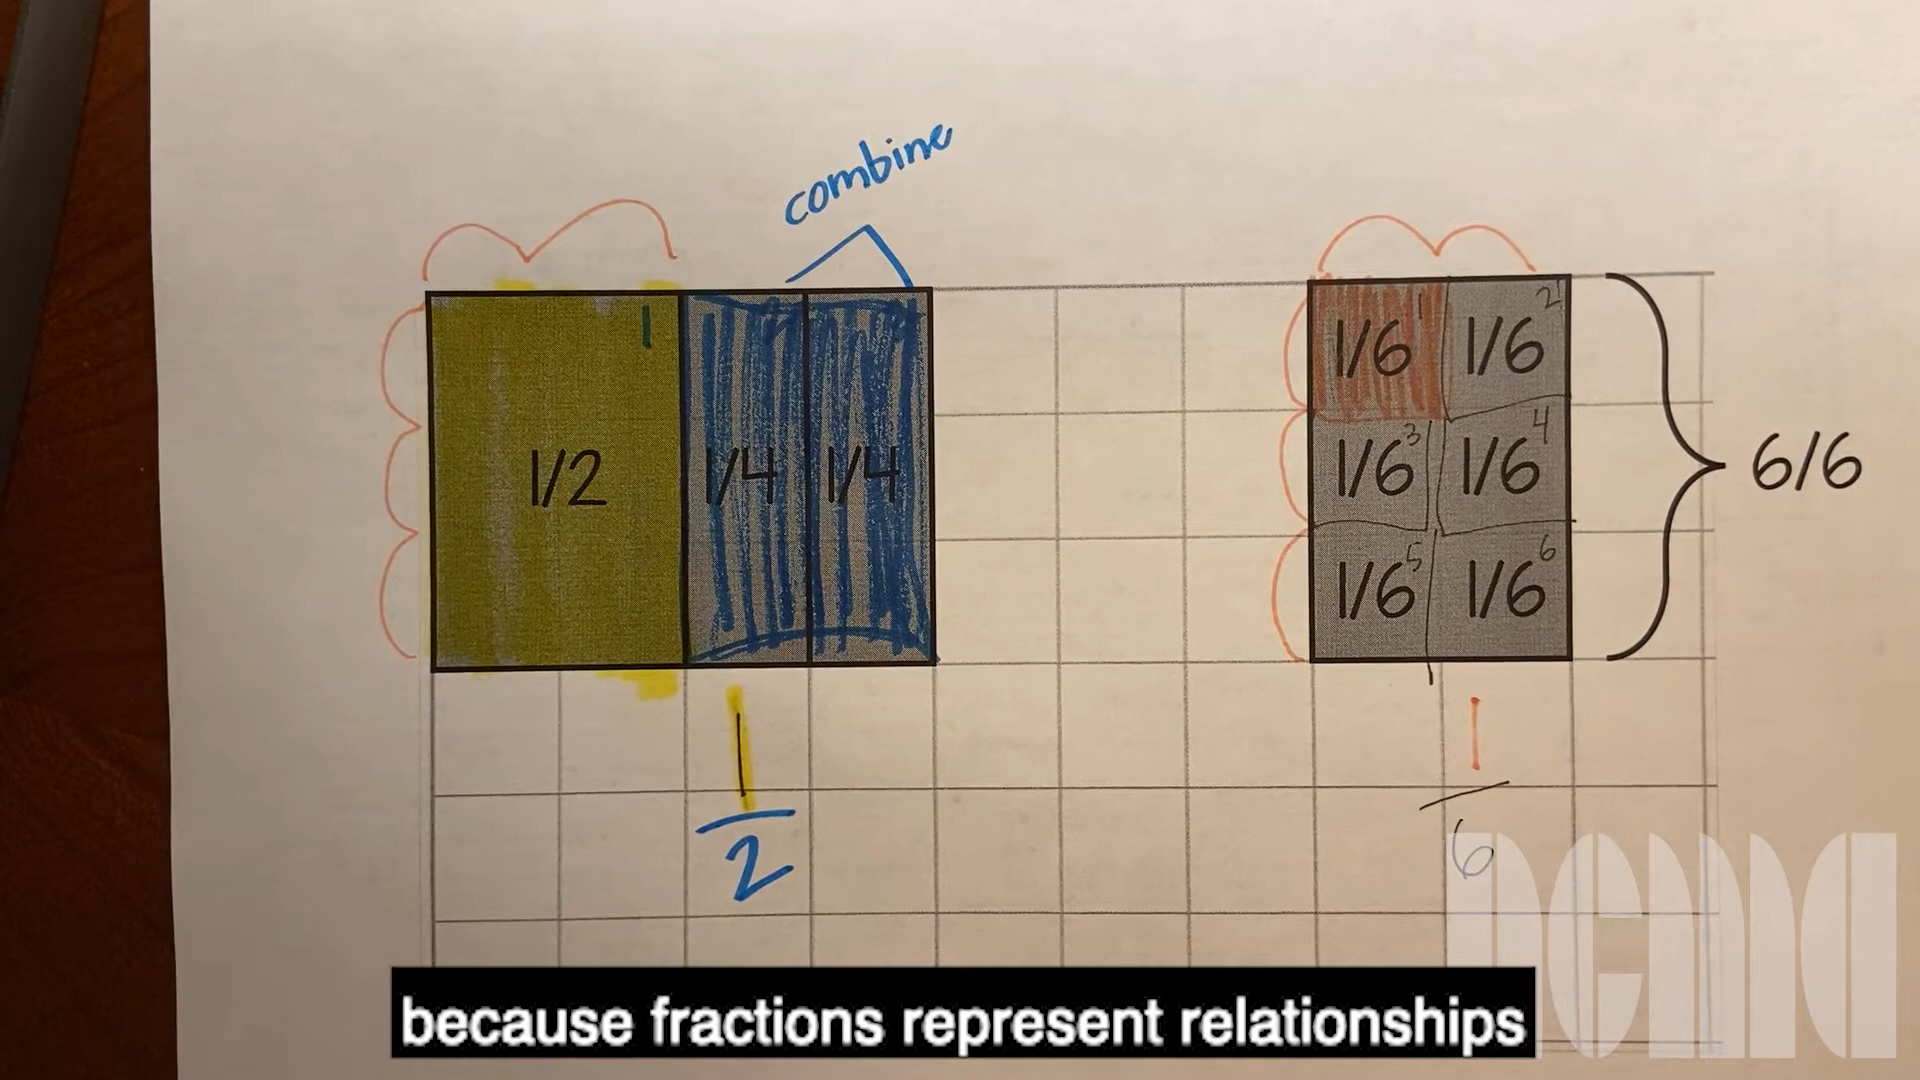 combine
1
1/2 1/4 1/4
1
2
1/6 1 1/6 2
1/6 3 1/6 4
1/6 5 1/6 6
6/6
1
6
ncma
because fractions represent relationships